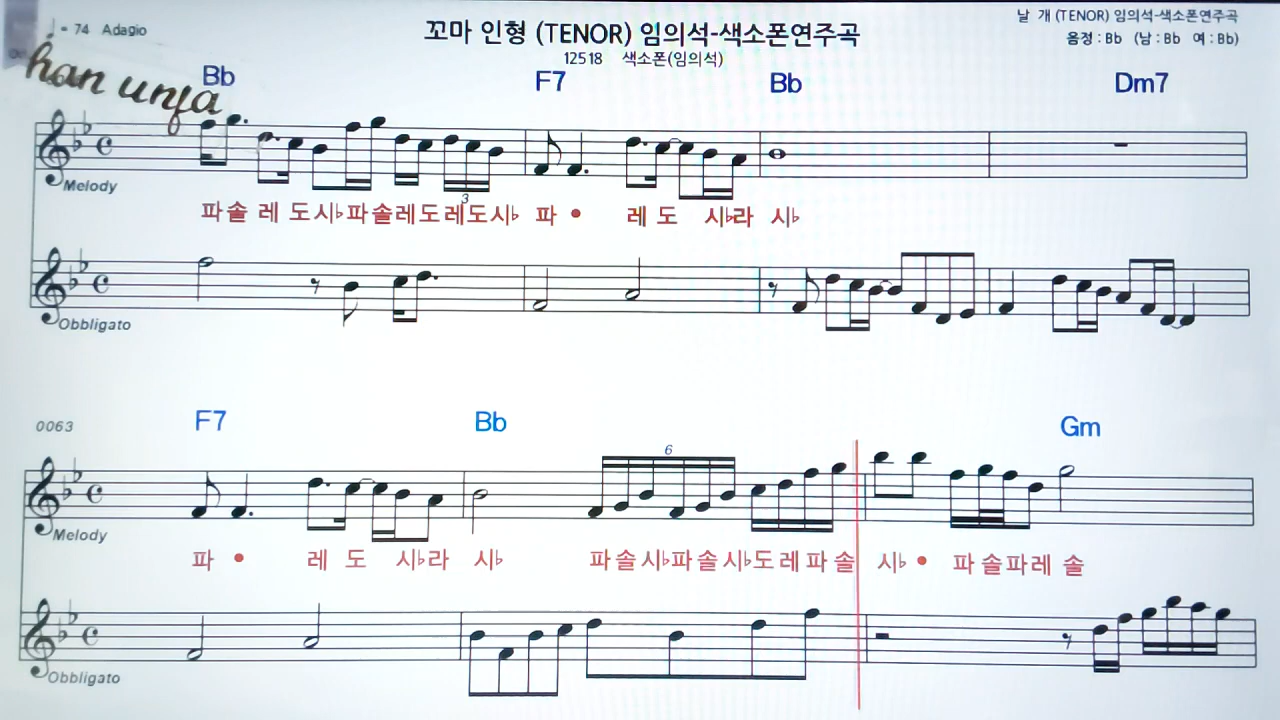 ♩ = 74 Adagio
꼬마 인형 (TENOR) 임의석-색소폰연주곡
날 개 (TENOR) 임의석-색소폰연주곡
12518 색소폰(임의석)
음정 : Bb (남 : Bb 여 : Bb)
han unja
Bb F7 Bb Dm7
Melody
3
파솔 레 도시♭파솔레도레도시♭ 파 • 레 도 시♭라 시♭
Obbligato
0063 F7 Bb Gm
6
Melody
파 • 레 도 시♭라 시♭ 파솔시♭파솔시♭도레파솔 시♭ • 파솔파레 솔
Obbligato